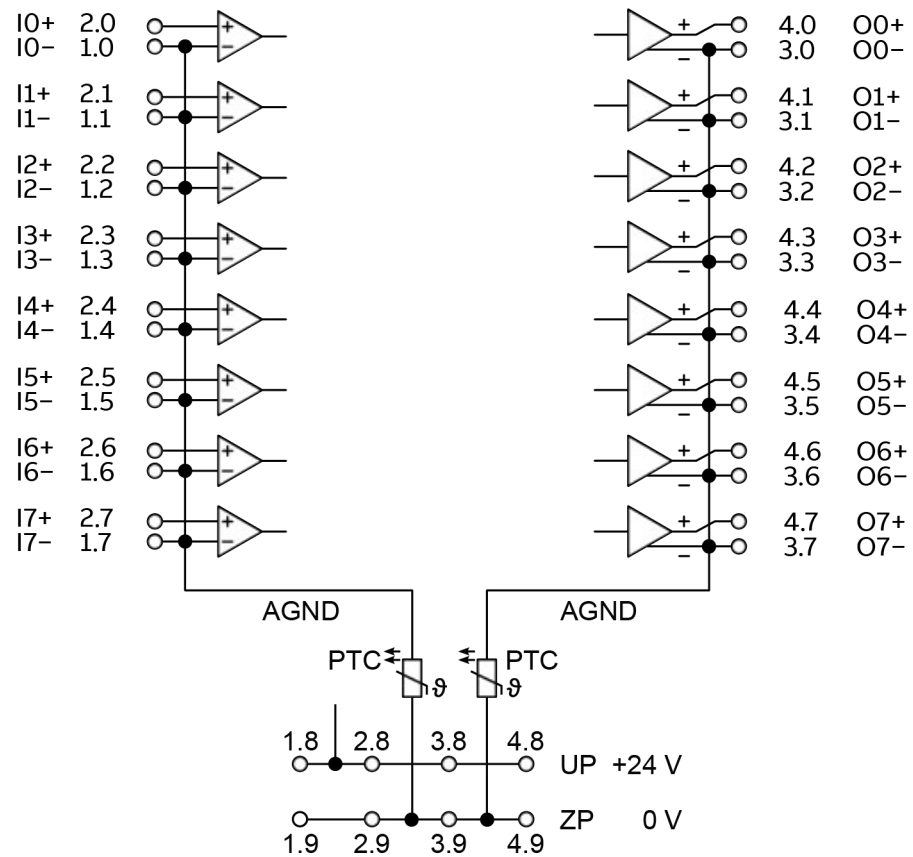 I0+ 2.0 + 4.0 O0+
I0− 1.0 − 3.0 O0−
I1+ 2.1 + 4.1 O1+
I1− 1.1 − 3.1 O1−
I2+ 2.2 + 4.2 O2+
I2− 1.2 − 3.2 O2−
I3+ 2.3 + 4.3 O3+
I3− 1.3 − 3.3 O3−
I4+ 2.4 + 4.4 O4+
I4− 1.4 − 3.4 O4−
I5+ 2.5 + 4.5 O5+
I5− 1.5 − 3.5 O5−
I6+ 2.6 + 4.6 O6+
I6− 1.6 − 3.6 O6−
I7+ 2.7 + 4.7 O7+
I7− 1.7 − 3.7 O7−
AGND AGND
PTC ϑ PTC ϑ
1.8 2.8 3.8 4.8 UP +24 V
ZP 0 V
1.9 2.9 3.9 4.9